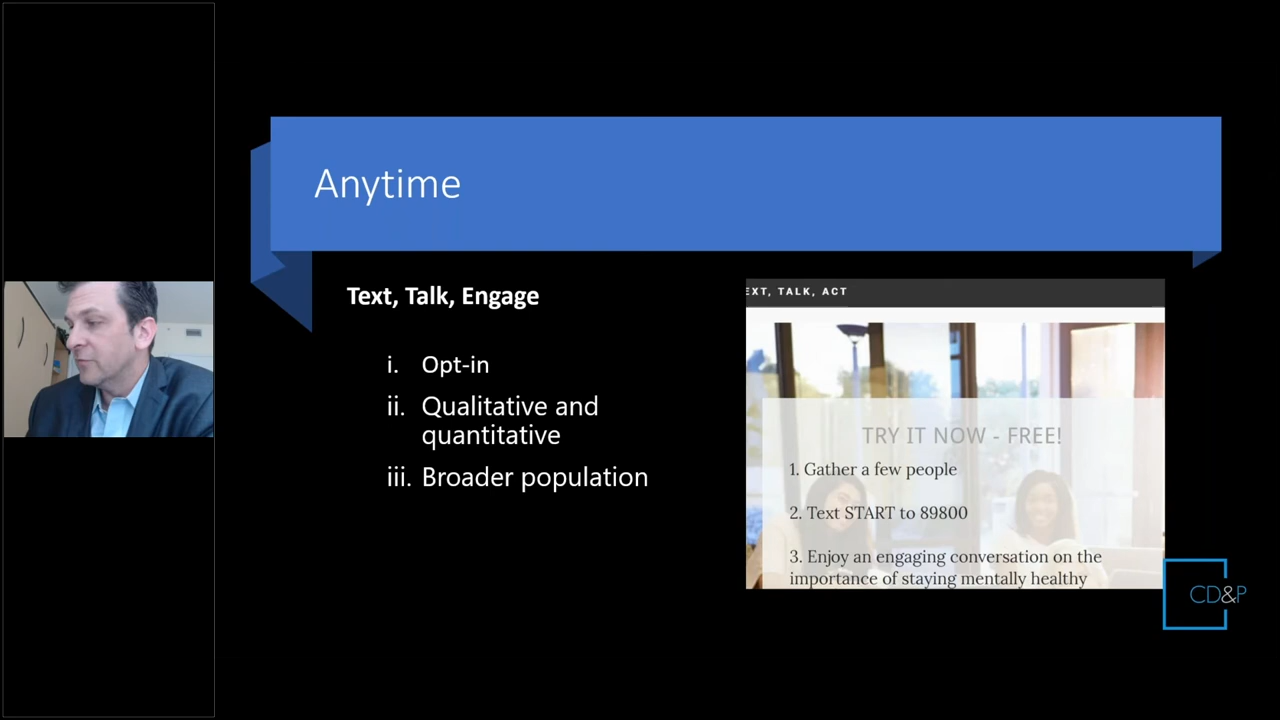 Anytime
Text, Talk, Engage
i. Opt-in
ii. Qualitative and
quantitative
iii. Broader population
EXT, TALK, ACT
TRY IT NOW - FREE!
1. Gather a few people
2. Text START to 89800
3. Enjoy an engaging conversation on the
importance of staying mentally healthy
CD&P